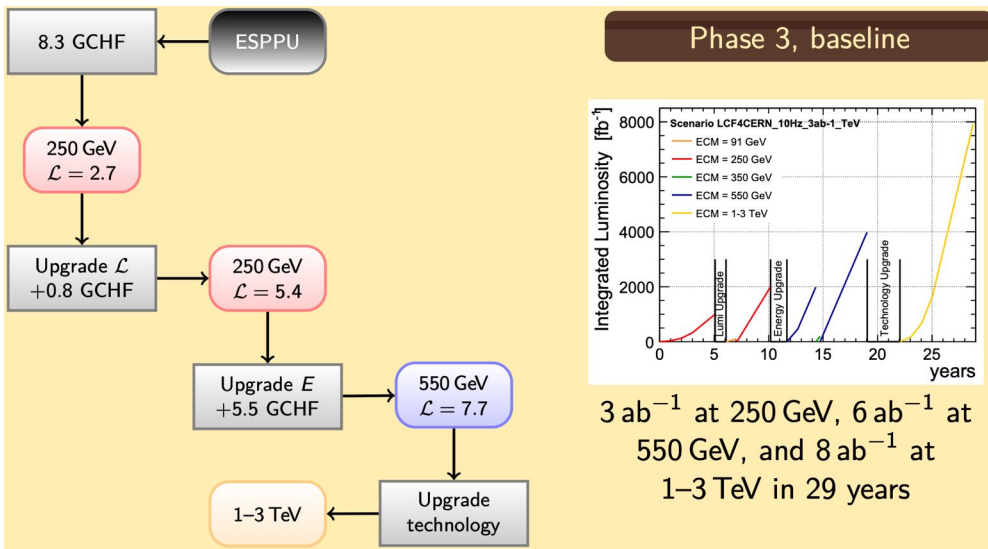 8.3 GCHF
ESPPU
250 GeV
ℒ = 2.7
Upgrade ℒ
+0.8 GCHF
250 GeV
ℒ = 5.4
Upgrade E
+5.5 GCHF
550 GeV
ℒ = 7.7
Upgrade
technology
1–3 TeV
Phase 3, baseline
Integrated Luminosity [fb⁻¹]
8000
6000
4000
2000
0
Scenario LCF4CERN_10Hz_3ab-1_TeV
ECM = 91 GeV
ECM = 250 GeV
ECM = 350 GeV
ECM = 550 GeV
ECM = 1-3 TeV
Lumi Upgrade
Energy Upgrade
Technology Upgrade
0 5 10 15 20 25
years
3 ab⁻¹ at 250 GeV, 6 ab⁻¹ at
550 GeV, and 8 ab⁻¹ at
1–3 TeV in 29 years